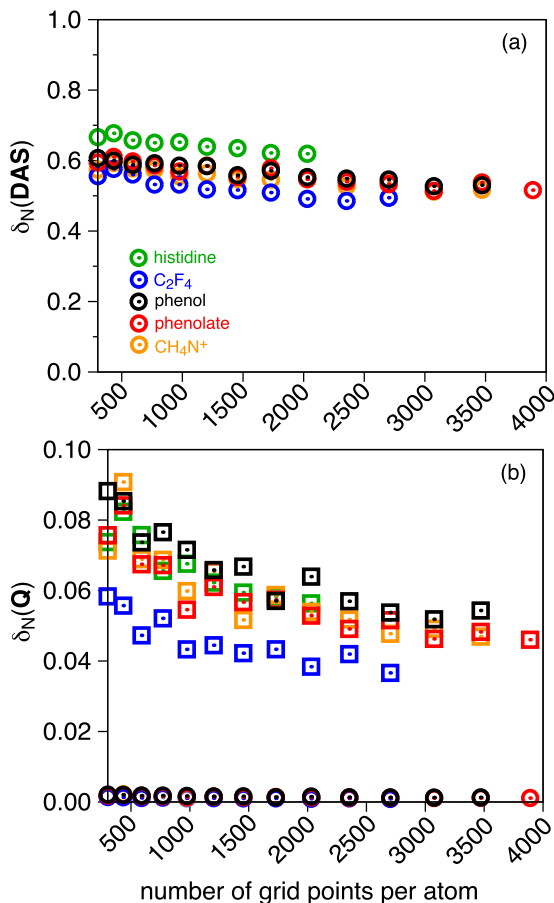 (a)
1.0
0.8
0.6
0.4
0.2
0.0
δN(DAS)
histidine
C2F4
phenol
phenolate
CH4N+
500 1000 1500 2000 2500 3000 3500 4000
(b)
0.10
0.08
0.06
0.04
0.02
0.00
δN(Q)
500 1000 1500 2000 2500 3000 3500 4000
number of grid points per atom